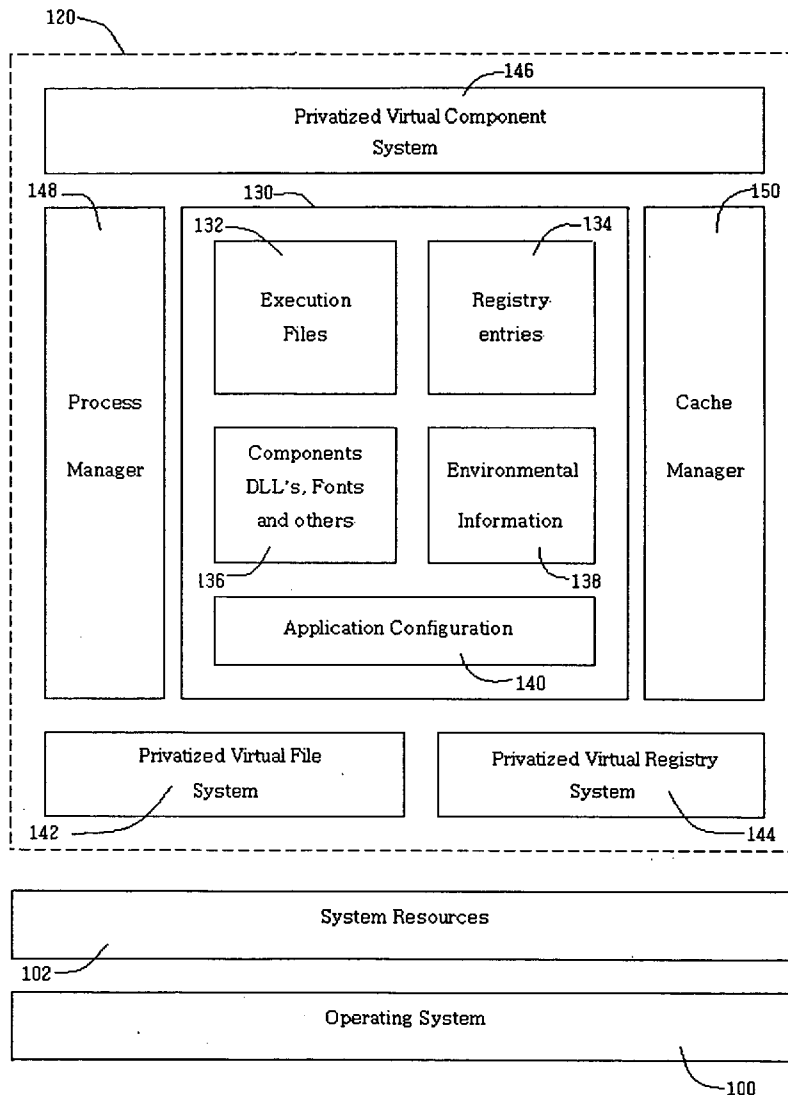 120
146
Privatized Virtual Component
System
148
130
150
132
134
Execution
Files
Registry
entries
Process
Manager
Cache
Manager
Components
DLL's, Fonts
and others
Environmental
Information
136
138
Application Configuration
140
Privatized Virtual File
System
Privatized Virtual Registry
System
142
144
System Resources
102
Operating System
100